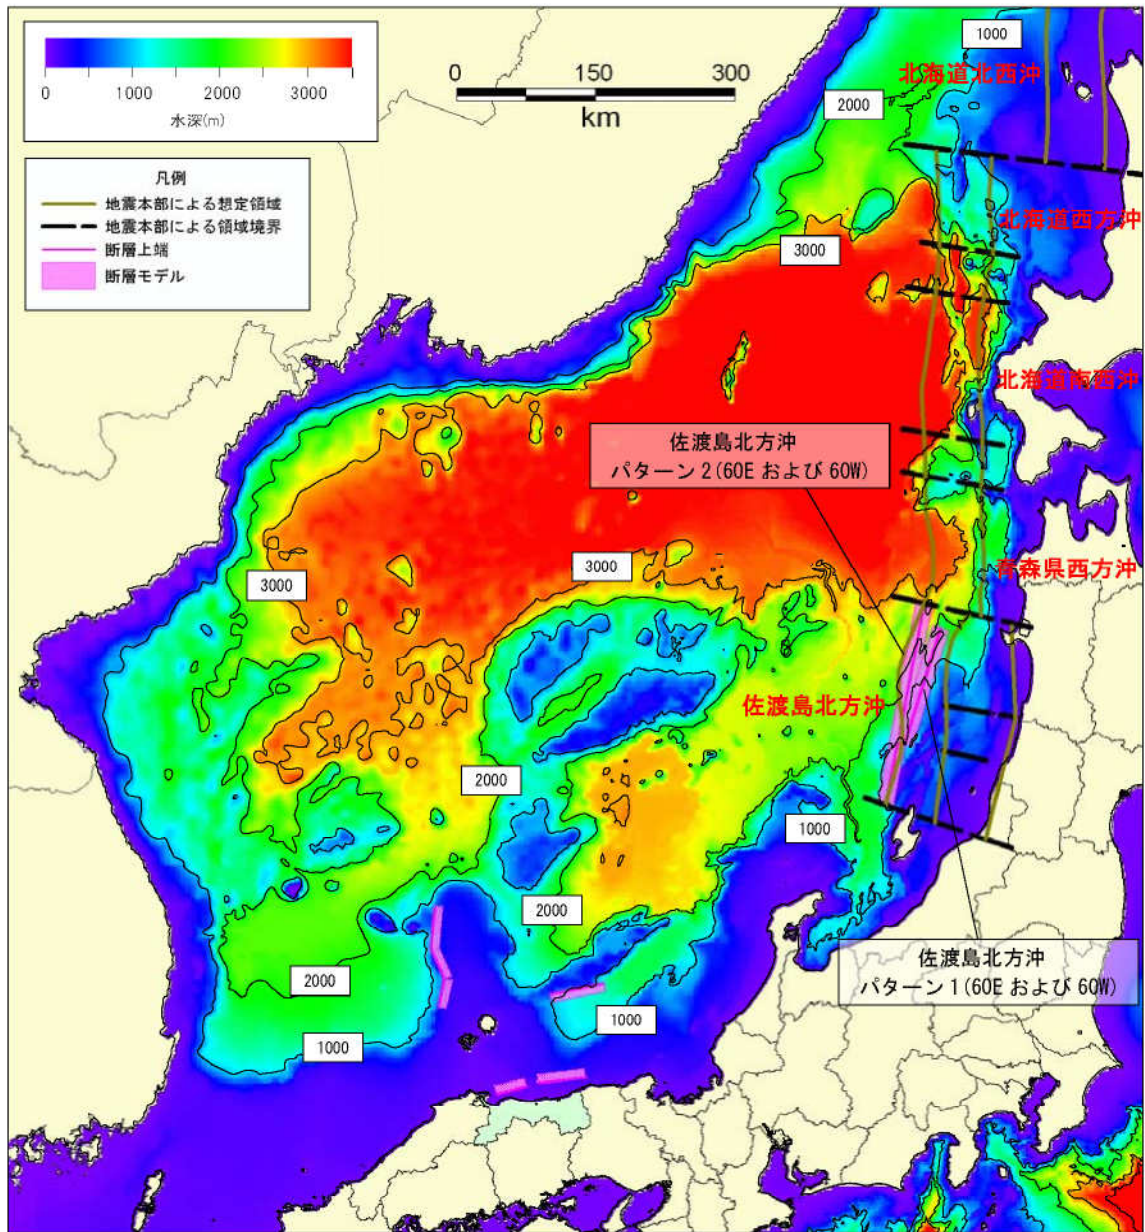 0 1000 2000 3000
水深(m)
凡例
地震本部による想定領域
地震本部による領域境界
断層上端
断層モデル
0 150 300
km
1000
北海道北西沖
2000
北海道西方沖
3000
北海道南西沖
佐渡島北方沖
パターン2(60E および 60W)
3000
青森県西方沖
3000
佐渡島北方沖
2000
1000
2000
佐渡島北方沖
パターン1(60E および 60W)
2000
1000
1000